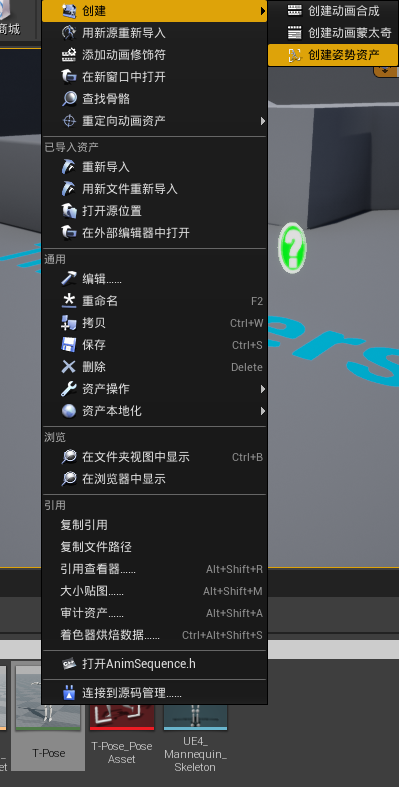 商城
创建
创建动画合成
创建动画蒙太奇
创建姿势资产
用新源重新导入
添加动画修饰符
在新窗口中打开
查找骨骼
重定向动画资产
已导入资产
重新导入
用新文件重新导入
打开源位置
在外部编辑器中打开
通用
编辑......
重命名 F2
拷贝 Ctrl+W
保存 Ctrl+S
删除 Delete
资产操作
资产本地化
浏览
在文件夹视图中显示 Ctrl+B
在浏览器中显示
引用
复制引用
复制文件路径
引用查看器...... Alt+Shift+R
大小贴图...... Alt+Shift+M
审计资产...... Alt+Shift+A
着色器烘焙数据...... Ctrl+Alt+Shift+S
打开AnimSequence.h
连接到源码管理......
T-Pose
T-Pose_Pose
Asset
UE4_
Mannequin_
Skeleton